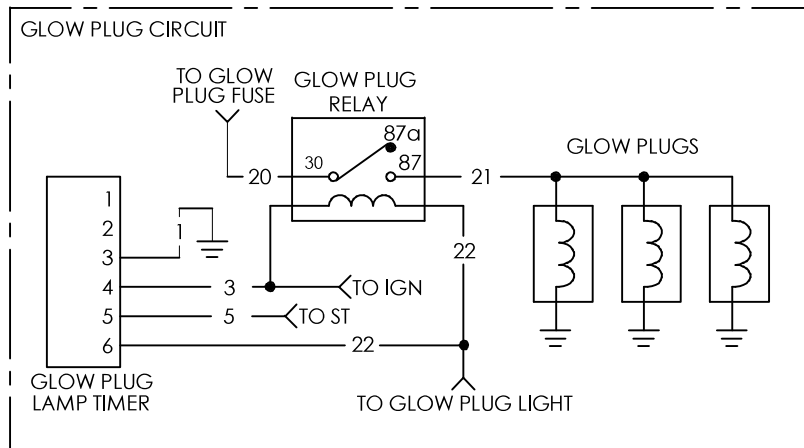 GLOW PLUG CIRCUIT
TO GLOW
PLUG FUSE
GLOW PLUG
RELAY
87a
30
87
20
21
GLOW PLUGS
1
2
3
4
5
6
1
3
TO IGN
5
TO ST
22
22
GLOW PLUG
LAMP TIMER
TO GLOW PLUG LIGHT